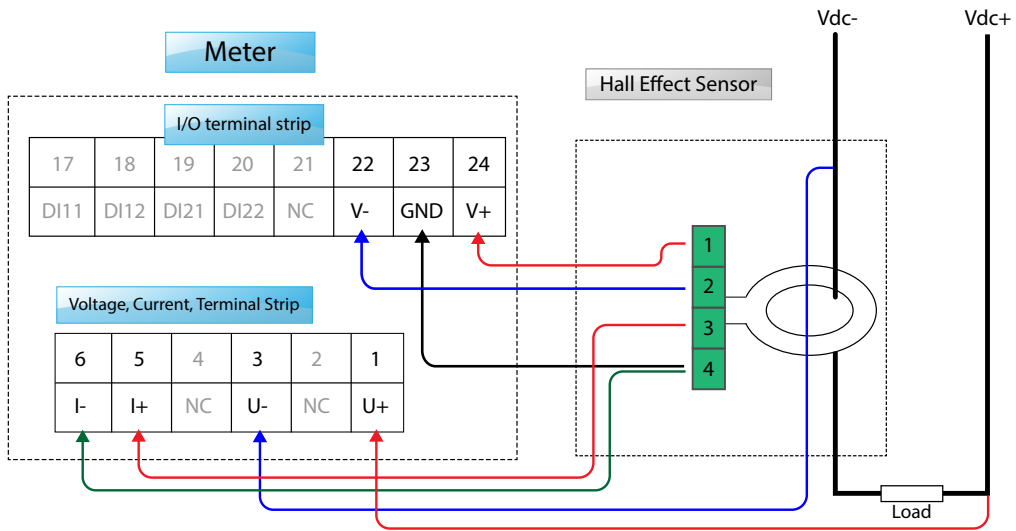 Vdc- Vdc+
Meter
Hall Effect Sensor
I/O terminal strip
17 18 19 20 21 22 23 24
DI11 DI12 DI21 DI22 NC V- GND V+
1
2
3
4
Voltage, Current, Terminal Strip
6 5 4 3 2 1
I- I+ NC U- NC U+
Load